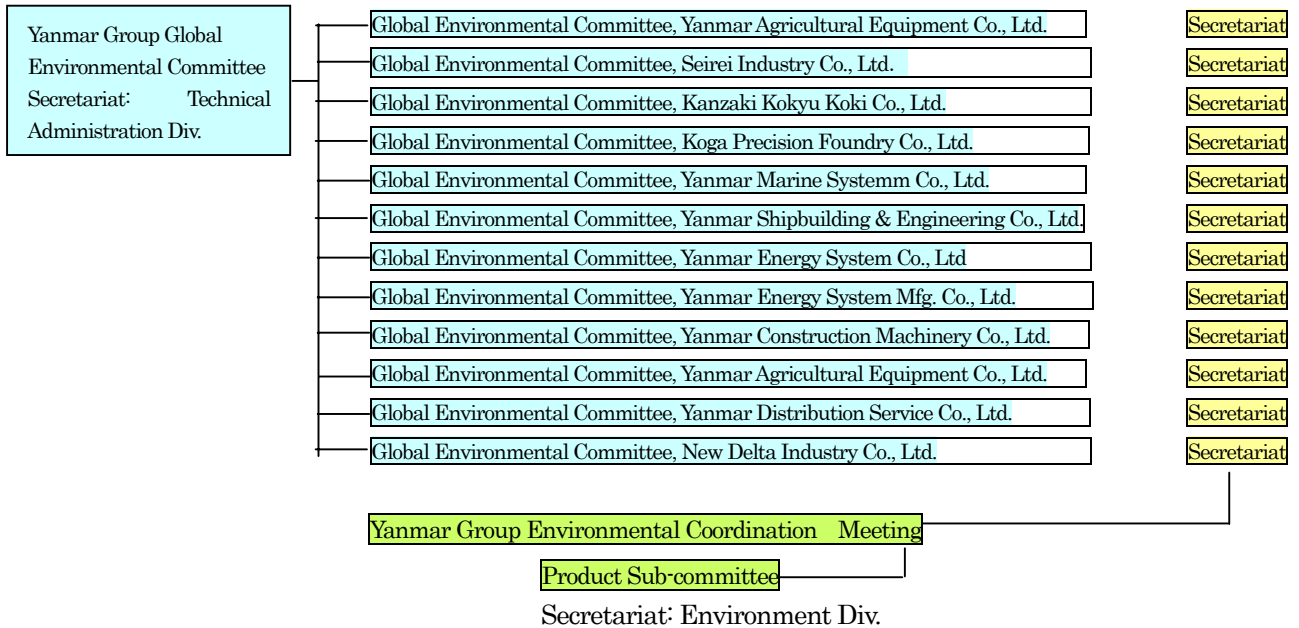 Yanmar Group Global
Environmental Committee
Secretariat: Technical
Administration Div.
Global Environmental Committee, Yanmar Agricultural Equipment Co., Ltd. Secretariat
Global Environmental Committee, Seirei Industry Co., Ltd. Secretariat
Global Environmental Committee, Kanzaki Kokyu Koki Co., Ltd. Secretariat
Global Environmental Committee, Koga Precision Foundry Co., Ltd. Secretariat
Global Environmental Committee, Yanmar Marine Systemm Co., Ltd. Secretariat
Global Environmental Committee, Yanmar Shipbuilding & Engineering Co., Ltd. Secretariat
Global Environmental Committee, Yanmar Energy System Co., Ltd Secretariat
Global Environmental Committee, Yanmar Energy System Mfg. Co., Ltd. Secretariat
Global Environmental Committee, Yanmar Construction Machinery Co., Ltd. Secretariat
Global Environmental Committee, Yanmar Agricultural Equipment Co., Ltd. Secretariat
Global Environmental Committee, Yanmar Distribution Service Co., Ltd. Secretariat
Global Environmental Committee, New Delta Industry Co., Ltd. Secretariat
Yanmar Group Environmental Coordination Meeting
Product Sub-committee
Secretariat: Environment Div.